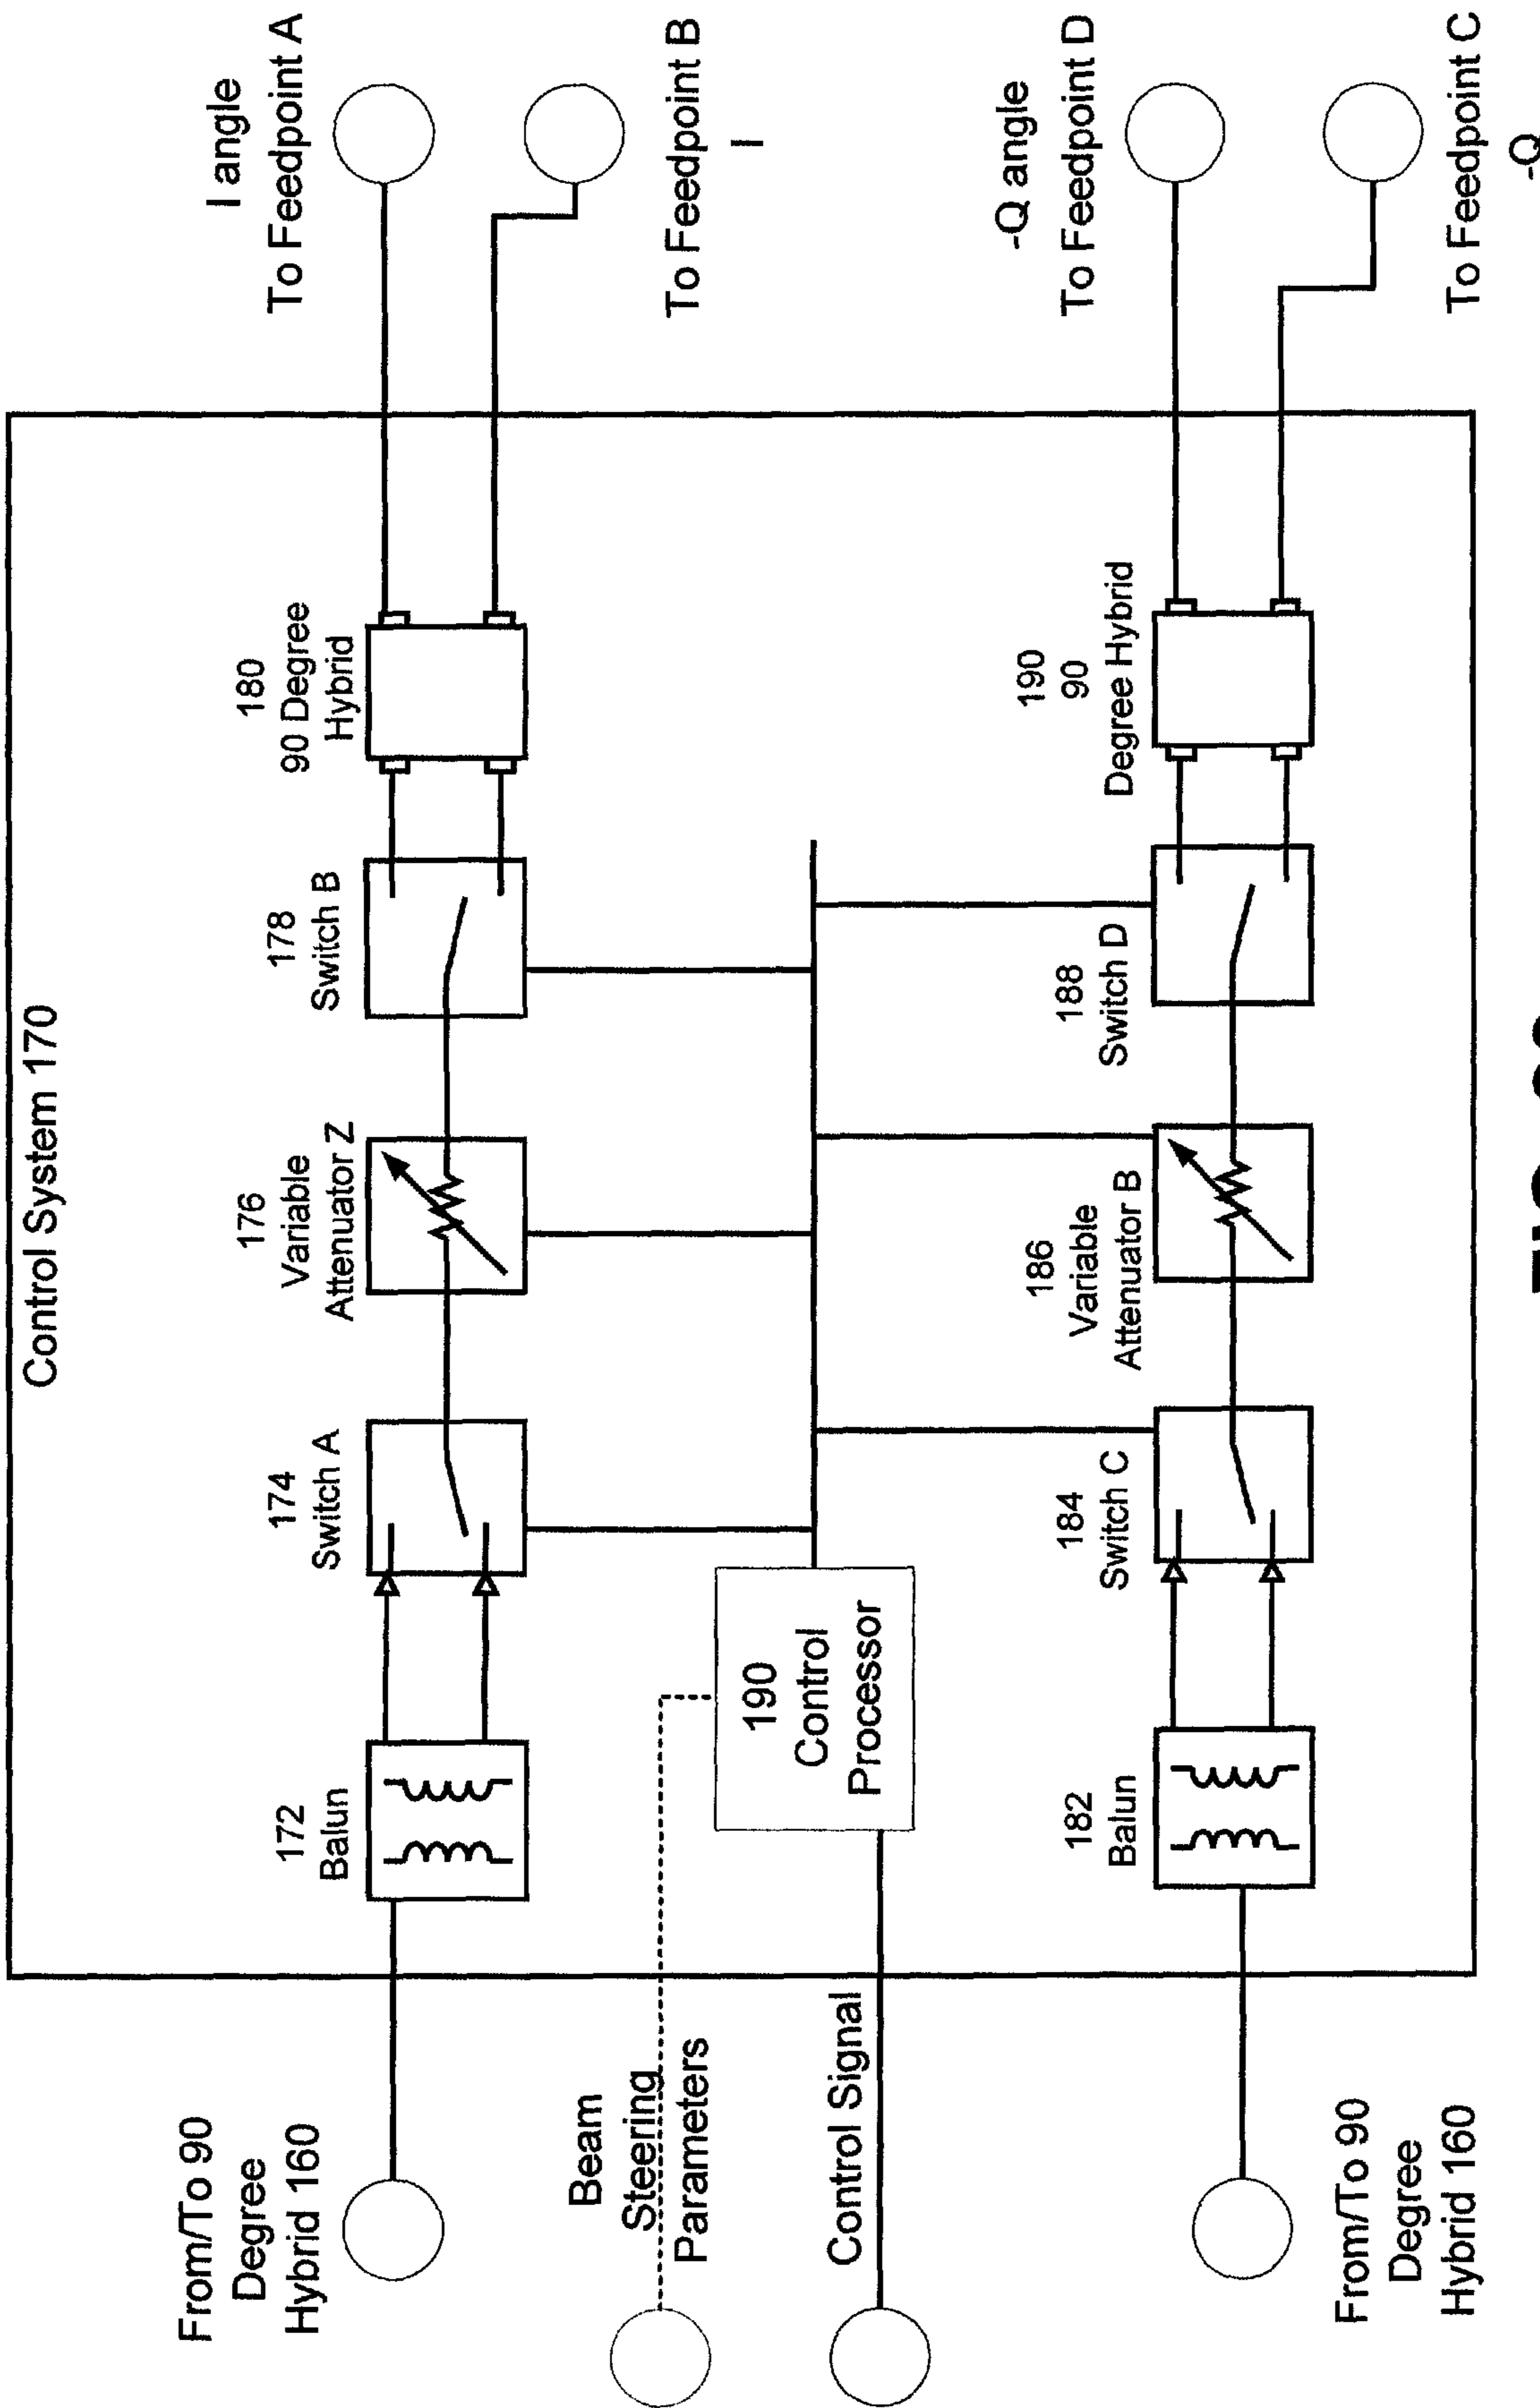 Control System 170
From/To 90
Degree
Hybrid 160
172
Balun
174
Switch A
176
Variable
Attenuator Z
178
Switch B
180
90 Degree
Hybrid
I angle
To Feedpoint A
To Feedpoint B
I
Beam
Steering
Parameters
Control Signal
190
Control
Processor
From/To 90
Degree
Hybrid 160
182
Balun
184
Switch C
186
Variable
Attenuator B
188
Switch D
190
90
Degree Hybrid
-Q angle
To Feedpoint D
To Feedpoint C
-Q